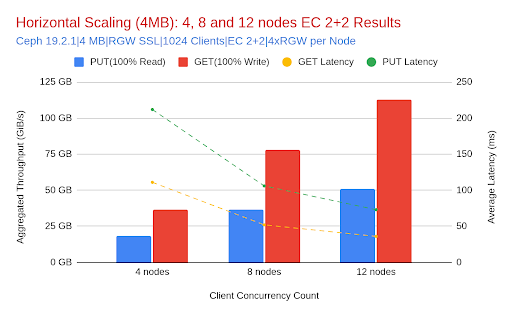 Horizontal Scaling (4MB): 4, 8 and 12 nodes EC 2+2 Results
Ceph 19.2.1|4 MB|RGW SSL|1024 Clients|EC 2+2|4xRGW per Node
PUT(100% Read) GET(100% Write) GET Latency PUT Latency
125 GB 250
100 GB 200
75 GB 150
50 GB 100
25 GB 50
0 GB 0
Aggregated Throughput (GiB/s)
Average Latency (ms)
4 nodes 8 nodes 12 nodes
Client Concurrency Count